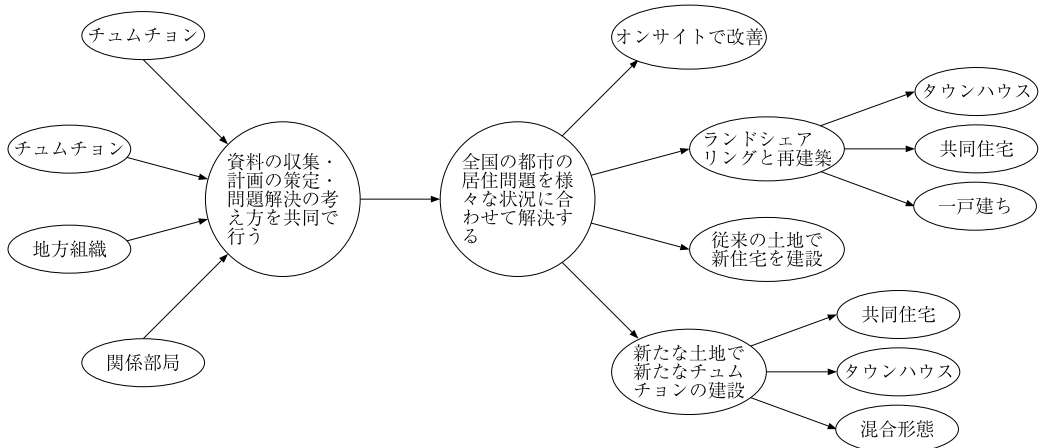 チュムチョン
チュムチョン
地方組織
関係部局
資料の収集・
計画の策定・
問題解決の考
え方を共同で
行う
全国の都市の
居住問題を様
々な状況に合
わせて解決す
る
オンサイトで改善
ランドシェア
リングと再建築
タウンハウス
共同住宅
一戸建ち
従来の土地で
新住宅を建設
新たな土地で
新たなチュム
チョンの建設
共同住宅
タウンハウス
混合形態